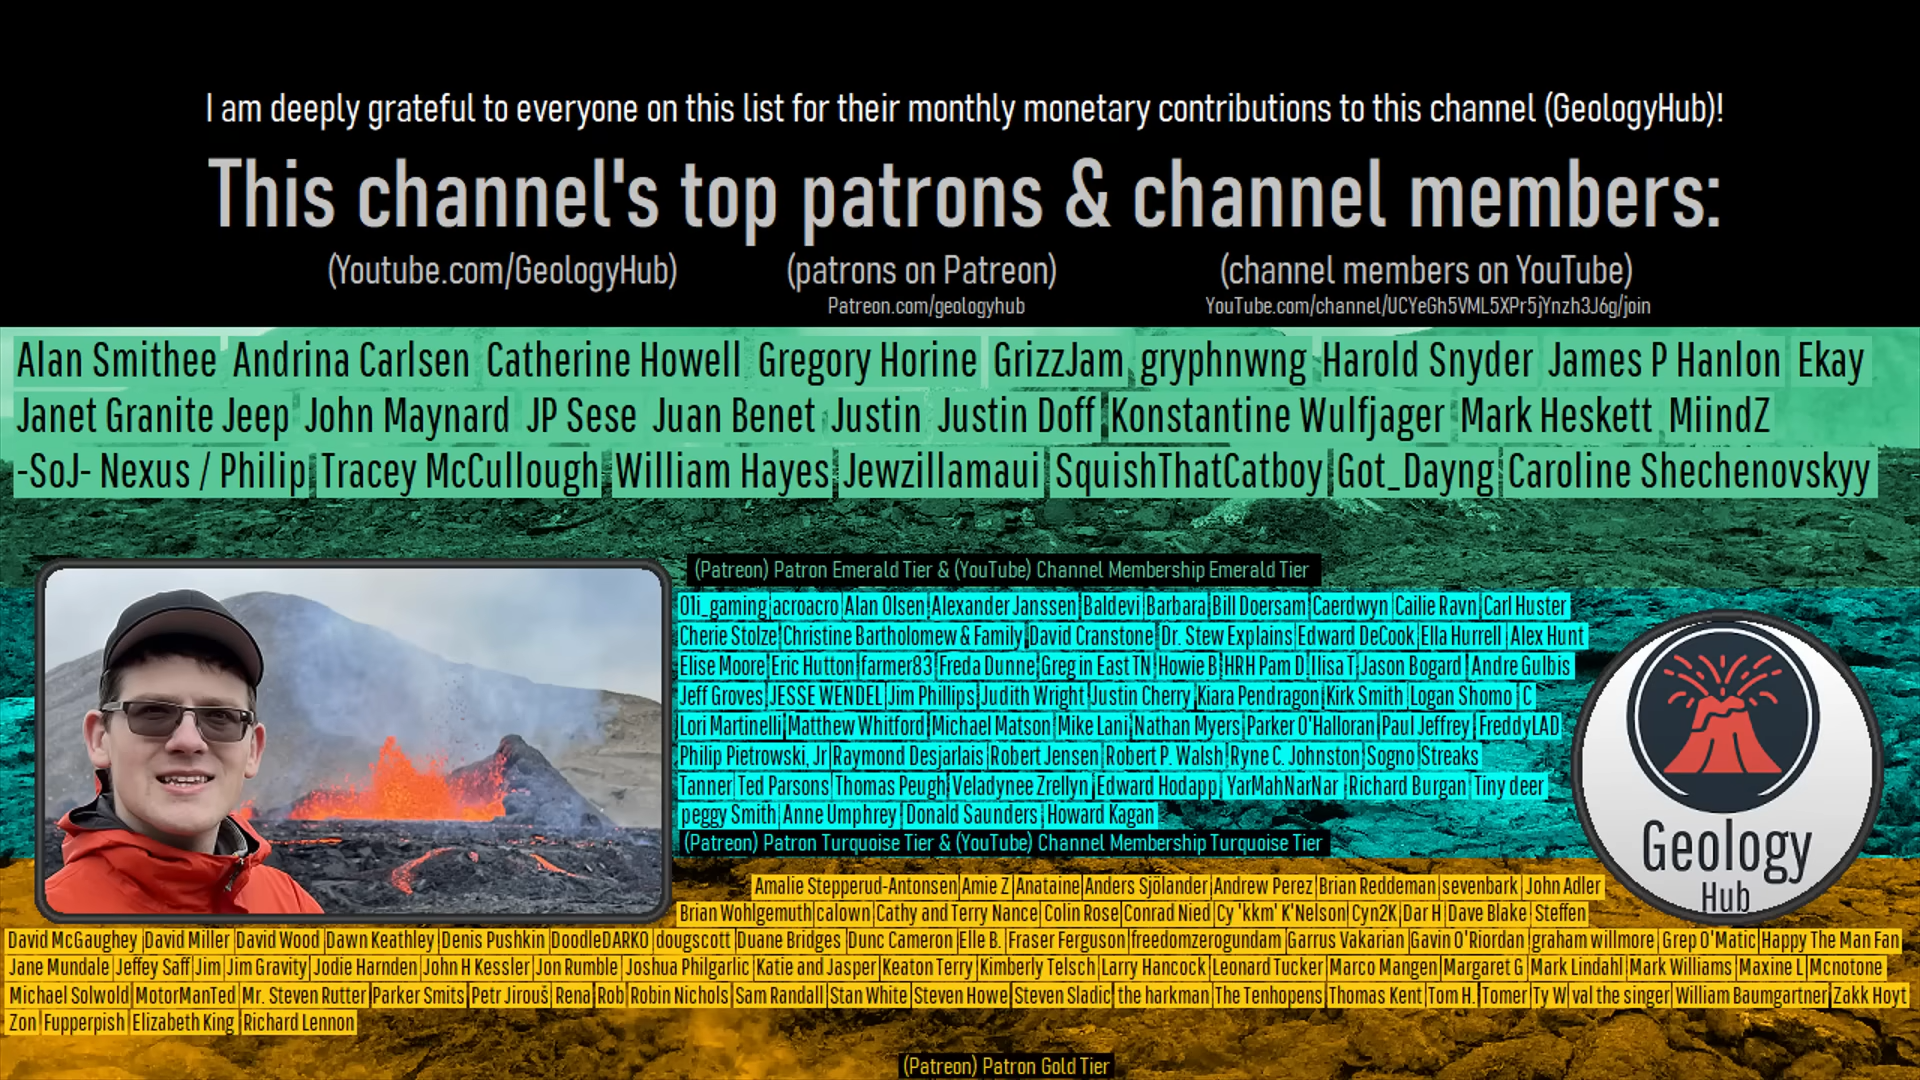 I am deeply grateful to everyone on this list for their monthly monetary contributions to this channel (GeologyHub)!
This channel's top patrons & channel members:
(Youtube.com/GeologyHub) (patrons on Patreon) (channel members on YouTube)
Patreon.com/geologyhub YouTube.com/channel/UCYeGh5VML5XPr5jYnzh3J6g/join
Alan Smithee Andrina Carlsen Catherine Howell Gregory Horine GrizzJam gryphnwng Harold Snyder James P Hanlon Ekay
Janet Granite Jeep John Maynard JP Sese Juan Benet Justin Justin Doff Konstantine Wulfjager Mark Heskett MiindZ
-SoJ- Nexus / Philip Tracey McCullough William Hayes Jewzillamaui SquishThatCatboy Got_Dayng Caroline Shechenovskyy
(Patreon) Patron Emerald Tier & (YouTube) Channel Membership Emerald Tier
01i_gaming acroacro Alan Olsen Alexander Janssen Baldevi Barbara Bill Doersam Caerdwyn Cailie Ravn Carl Huster
Cherie Stolze Christine Bartholomew & Family David Cranstone Dr. Stew Explains Edward DeCook Ella Hurrell Alex Hunt
Elise Moore Eric Hutton farmer83 Freda Dunne Greg in East TN Howie B HRH Pam D Ilisa T Jason Bogard Andre Gulbis
Jeff Groves JESSE WENDEL Jim Phillips Judith Wright Justin Cherry Kiara Pendragon Kirk Smith Logan Shomo C
Lori Martinelli Matthew Whitford Michael Matson Mike Lani Nathan Myers Parker O'Halloran Paul Jeffrey FreddyLAD
Philip Pietrowski, Jr Raymond Desjarlais Robert Jensen Robert P. Walsh Ryne C. Johnston Sogno Streaks
Tanner Ted Parsons Thomas Peugh Veladynee Zrellyn Edward Hodapp YarMahNarNar Richard Burgan Tiny deer
peggy Smith Anne Umphrey Donald Saunders Howard Kagan
(Patreon) Patron Turquoise Tier & (YouTube) Channel Membership Turquoise Tier
Geology
Hub
Amalie Stepperud-Antonsen Amie Z Anataine Anders Sjölander Andrew Perez Brian Reddeman sevenbark John Adler
Brian Wohlgemuth calown Cathy and Terry Nance Colin Rose Conrad Nied Cy 'kkm' K'Nelson Cyn2K Dar H Dave Blake Steffen
David McGaughey David Miller David Wood Dawn Keathley Denis Pushkin DoodleDARKO dougscott Duane Bridges Dunc Cameron Elle B. Fraser Ferguson freedomzerogundam Garrus Vakarian Gavin O'Riordan graham willmore Grep O'Matic Happy The Man Fan
Jane Mundale Jeffey Saff Jim Jim Gravity Jodie Harnden John H Kessler Jon Rumble Joshua Philgarlic Katie and Jasper Keaton Terry Kimberly Telsch Larry Hancock Leonard Tucker Marco Mangen Margaret G Mark Lindahl Mark Williams Maxine L Mcnotone
Michael Solwold MotorManTed Mr. Steven Rutter Parker Smits Petr Jirouš Rena Rob Robin Nichols Sam Randall Stan White Steven Howe Steven Sladic the harkman The Tenhopens Thomas Kent Tom H. Tomer Ty W val the singer William Baumgartner Zakk Hoyt
Zon Fupperpish Elizabeth King Richard Lennon
(Patreon) Patron Gold Tier